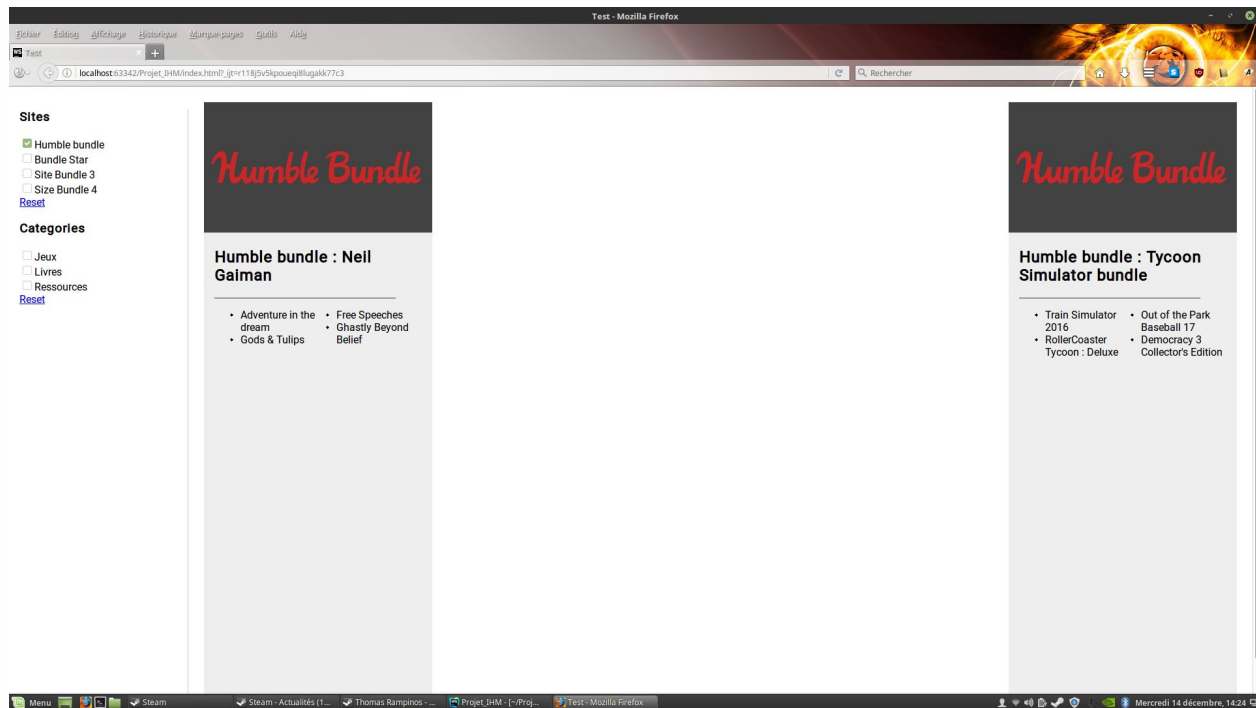 Test - Mozilla Firefox
Fichier Édition Affichage Historique Marque-pages Outils Aide
Test
localhost:63342/Projet_IHM/index.html?_ijt=r118j5v5kpoueqi8lugakk77c3
Rechercher
Sites
Humble bundle
Bundle Star
Site Bundle 3
Size Bundle 4
Reset
Categories
Jeux
Livres
Ressources
Reset
Humble Bundle
Humble bundle : Neil
Gaiman
Adventure in the
dream
Gods & Tulips
Free Speeches
Ghastly Beyond
Belief
Humble Bundle
Humble bundle : Tycoon
Simulator bundle
Train Simulator
2016
RollerCoaster
Tycoon : Deluxe
Out of the Park
Baseball 17
Democracy 3
Collector's Edition
Menu Steam Steam - Actualités (1... Thomas Rampinos - ... Projet_IHM - [~/Proj... Test - Mozilla Firefox Mercredi 14 décembre, 14:24